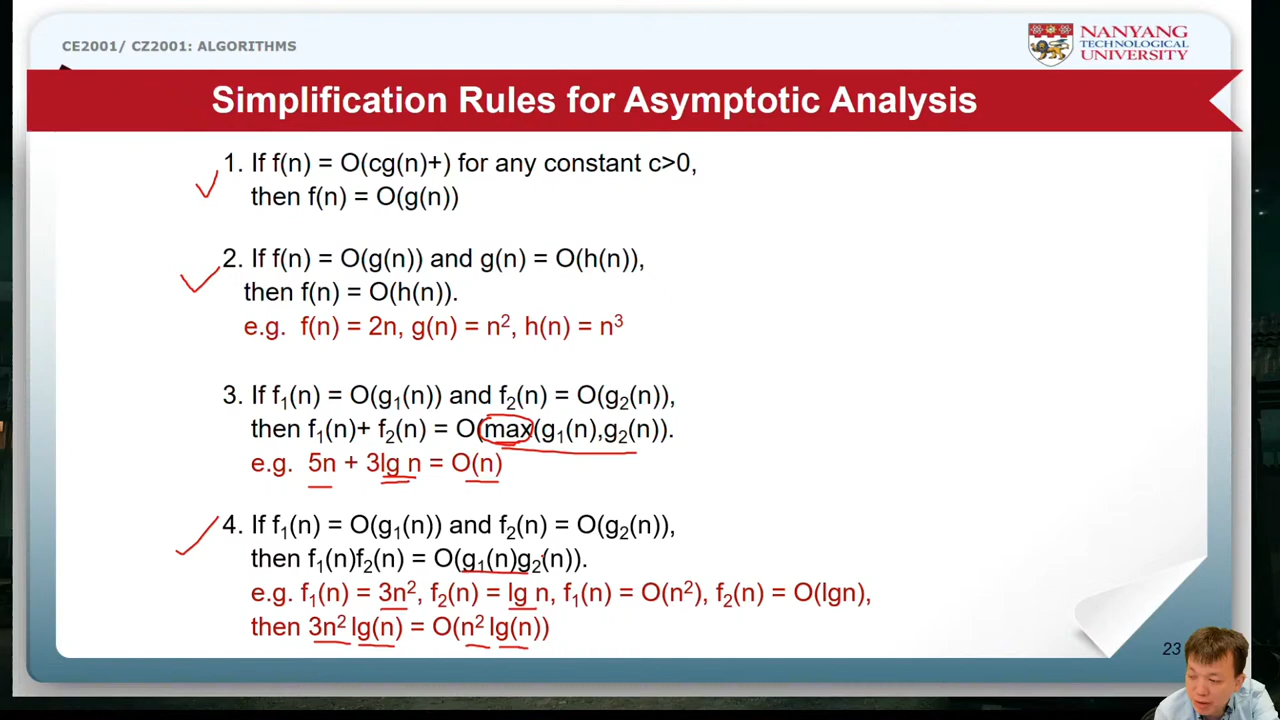 CE2001/ CZ2001: ALGORITHMS
NANYANG
TECHNOLOGICAL
UNIVERSITY
Simplification Rules for Asymptotic Analysis
1. If f(n) = O(cg(n)+) for any constant c>0,
then f(n) = O(g(n))
2. If f(n) = O(g(n)) and g(n) = O(h(n)),
then f(n) = O(h(n)).
e.g. f(n) = 2n, g(n) = n², h(n) = n³
3. If f₁(n) = O(g₁(n)) and f₂(n) = O(g₂(n)),
then f₁(n)+ f₂(n) = O(max(g₁(n),g₂(n)).
e.g. 5n + 3lg n = O(n)
4. If f₁(n) = O(g₁(n)) and f₂(n) = O(g₂(n)),
then f₁(n)f₂(n) = O(g₁(n)g₂(n)).
e.g. f₁(n) = 3n², f₂(n) = lg n, f₁(n) = O(n²), f₂(n) = O(lgn),
then 3n² lg(n) = O(n² lg(n))
23